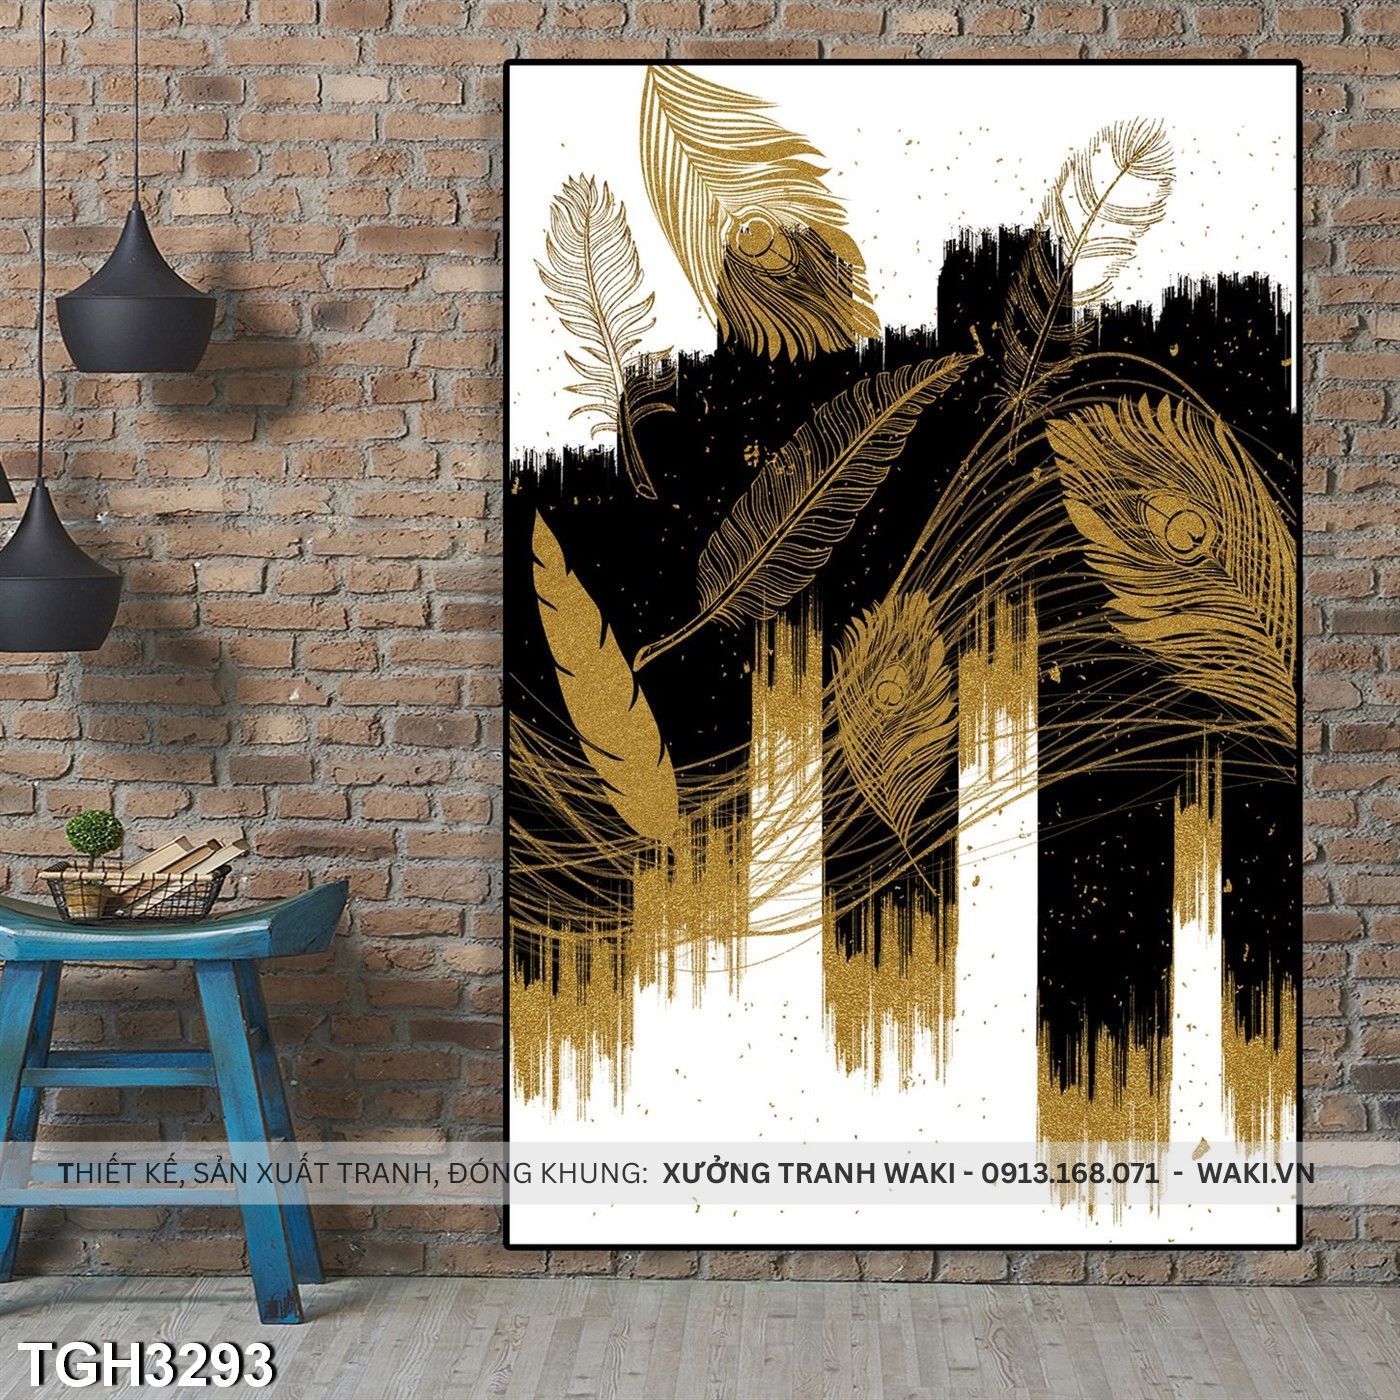 THIẾT KẾ, SẢN XUẤT TRANH, ĐÓNG KHUNG: XƯỞNG TRANH WAKI - 0913.168.071 - WAKI.VN
TGH3293